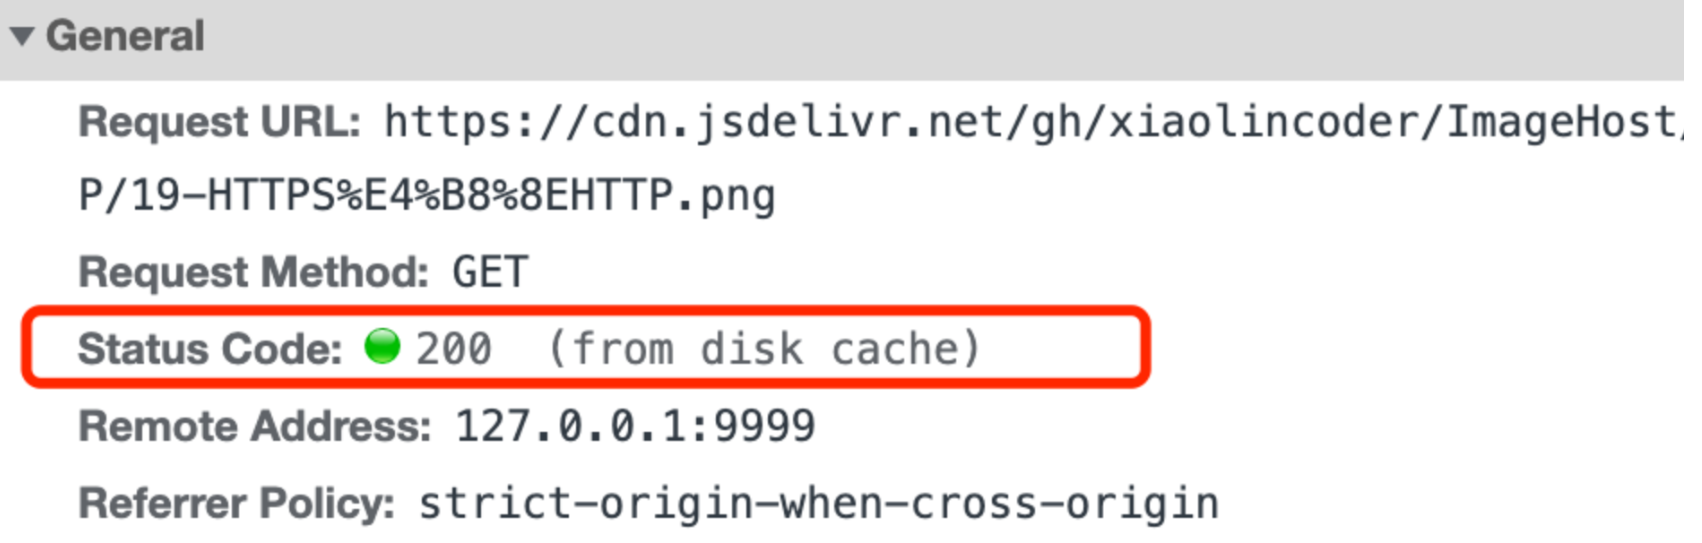 General
Request URL: https://cdn.jsdelivr.net/gh/xiaolincoder/ImageHost/
P/19-HTTPS%E4%B8%8EHTTP.png
Request Method: GET
Status Code: 200 (from disk cache)
Remote Address: 127.0.0.1:9999
Referrer Policy: strict-origin-when-cross-origin